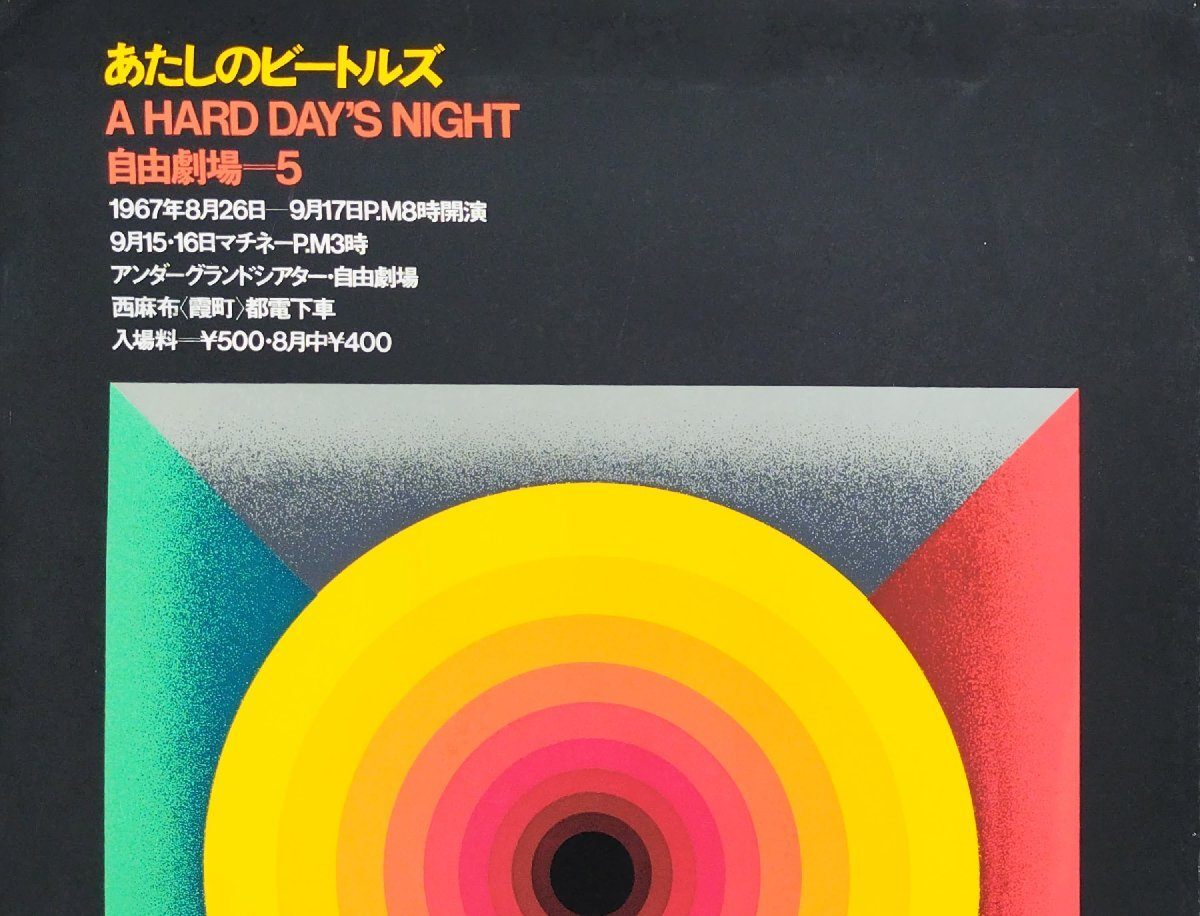 あたしのビートルズ
A HARD DAY'S NIGHT
自由劇場═5
1967年8月26日─9月17日P.M8時開演
9月15・16日マチネーP.M3時
アンダーグランドシアター・自由劇場
西麻布〈霞町〉都電下車
入場料═¥500・8月中¥400